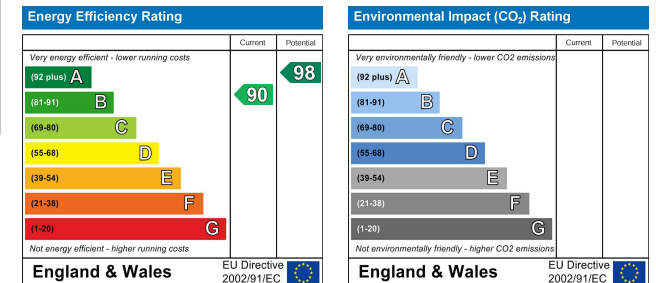 Energy Efficiency Rating
Current Potential
Very energy efficient - lower running costs
(92 plus) A
(81-91) B
(69-80) C
(55-68) D
(39-54) E
(21-38) F
(1-20) G
90
98
Not energy efficient - higher running costs
England & Wales
EU Directive
2002/91/EC
Environmental Impact (CO₂) Rating
Current Potential
Very environmentally friendly - lower CO2 emissions
(92 plus) A
(81-91) B
(69-80) C
(55-68) D
(39-54) E
(21-38) F
(1-20) G
Not environmentally friendly - higher CO2 emissions
England & Wales
EU Directive
2002/91/EC